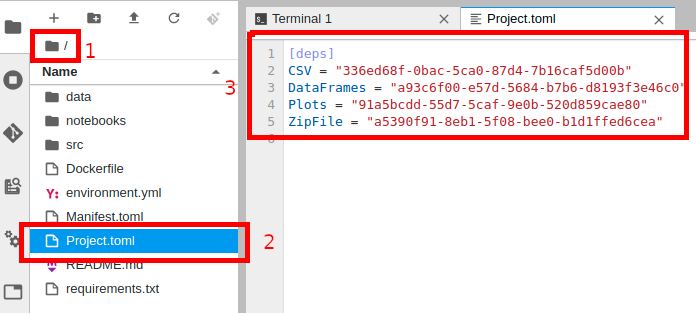 Terminal 1
Project.toml
/
1
Name
3
data
notebooks
src
Dockerfile
Y: environment.yml
Manifest.toml
Project.toml
2
README.md
requirements.txt
1 [deps]
2 CSV = "336ed68f-0bac-5ca0-87d4-7b16caf5d00b"
3 DataFrames = "a93c6f00-e57d-5684-b7b6-d8193f3e46c0"
4 Plots = "91a5bcdd-55d7-5caf-9e0b-520d859cae80"
5 ZipFile = "a5390f91-8eb1-5f08-bee0-b1d1ffed6cea"
6